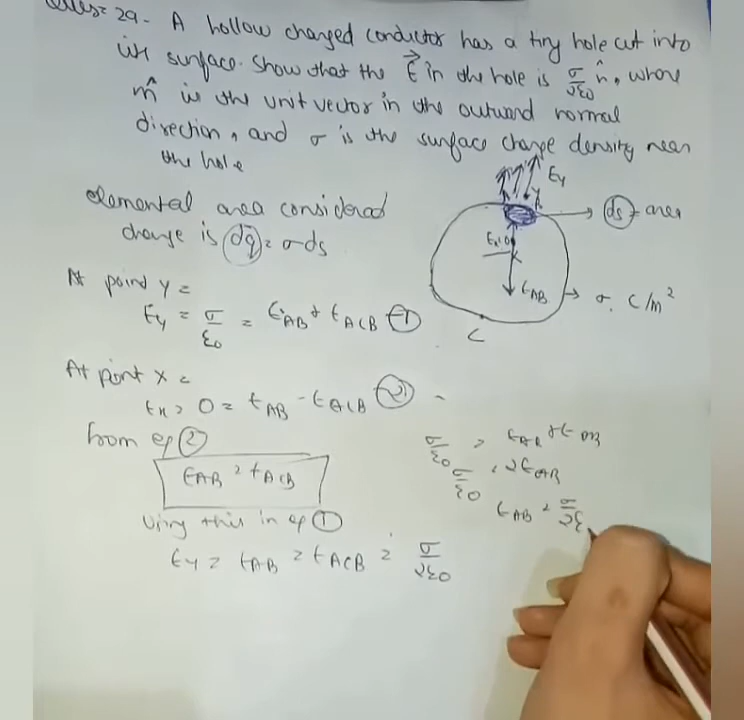 29. A hollow charged conductor has a tiny hole cut into
its surface. Show that the E⃗ in the hole is σ/2ε0 n̂, where
n̂ is the unit vector in the outward normal
direction, and σ is the surface charge density near
the hole
elemental area considered
charge is dq = σds
Ey
ds = area
EAB
σ. C/m²
C
At point Y =
Ey = σ/ε0 = EAB + EACB ①
At point X =
Ex = 0 = EAB - EACB ②
from eq ②
EAB = EACB
Using this in eq ①
Ey = EAB = EACB = σ/2ε0
σ/ε0 =
σ/ε0 = 2EAB
EAB = σ/2ε